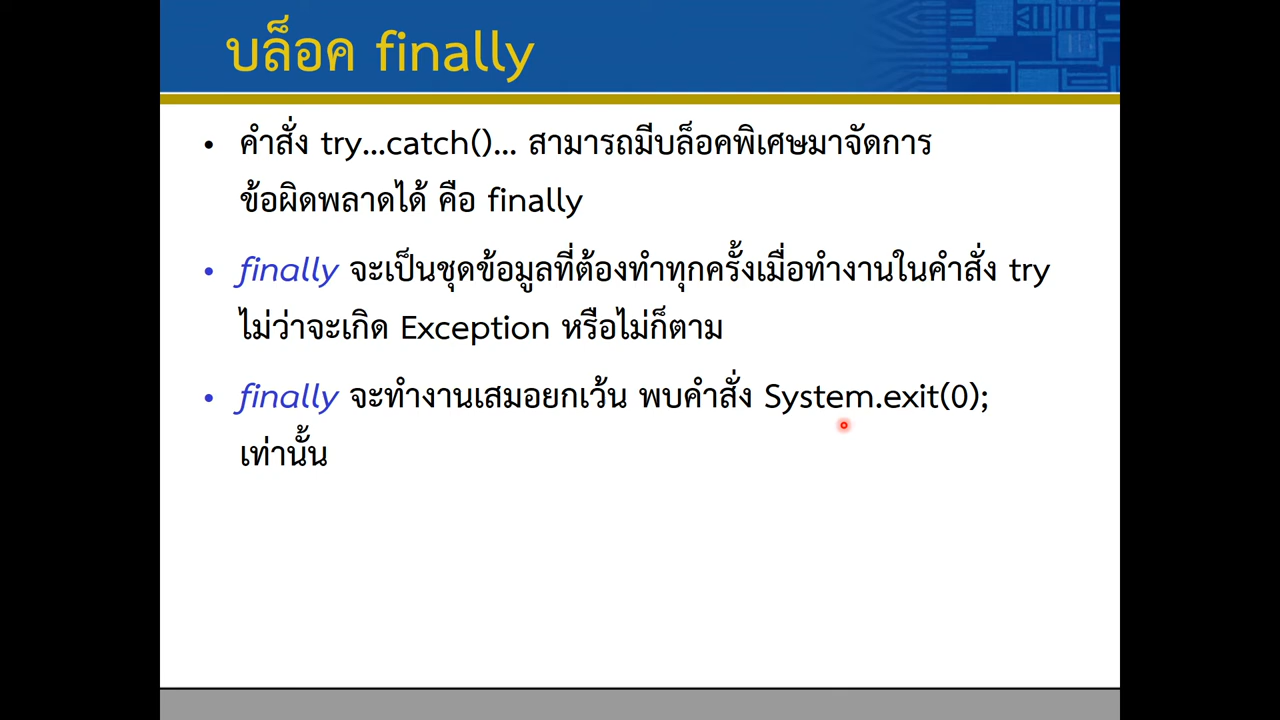 บล็อค finally
• คำสั่ง try...catch()... สามารถมีบล็อคพิเศษมาจัดการ
ข้อผิดพลาดได้ คือ finally
• finally จะเป็นชุดข้อมูลที่ต้องทำทุกครั้งเมื่อทำงานในคำสั่ง try
ไม่ว่าจะเกิด Exception หรือไม่ก็ตาม
• finally จะทำงานเสมอยกเว้น พบคำสั่ง System.exit(0);
เท่านั้น